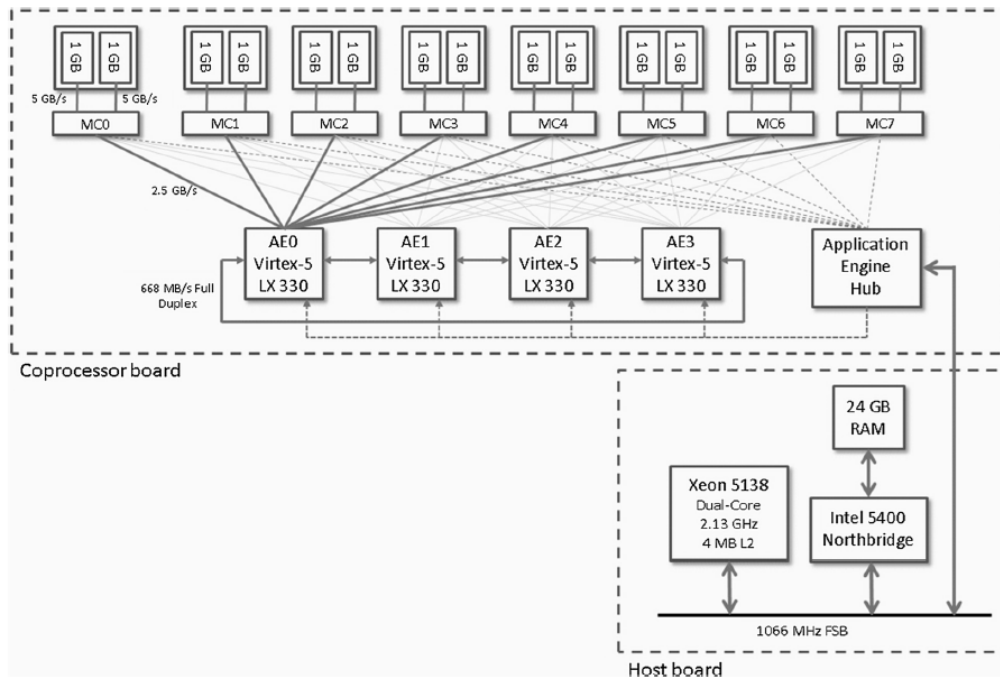 1 GB 1 GB 1 GB 1 GB 1 GB 1 GB 1 GB 1 GB 1 GB 1 GB 1 GB 1 GB 1 GB 1 GB 1 GB 1 GB
5 GB/s 5 GB/s
MC0 MC1 MC2 MC3 MC4 MC5 MC6 MC7
2.5 GB/s
AE0
Virtex-5
LX 330
AE1
Virtex-5
LX 330
AE2
Virtex-5
LX 330
AE3
Virtex-5
LX 330
Application
Engine
Hub
668 MB/s Full
Duplex
Coprocessor board
24 GB
RAM
Xeon 5138
Dual-Core
2.13 GHz
4 MB L2
Intel 5400
Northbridge
1066 MHz FSB
Host board